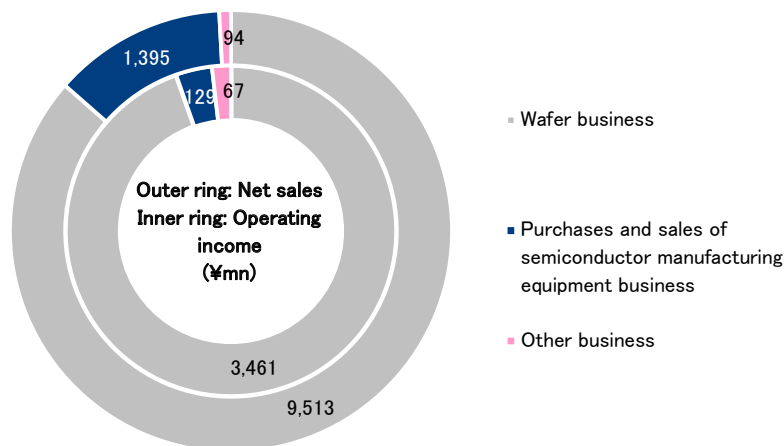 94
1,395
67
129
Wafer business
Outer ring: Net sales
Inner ring: Operating
income
(¥mn)
Purchases and sales of
semiconductor manufacturing
equipment business
Other business
3,461
9,513